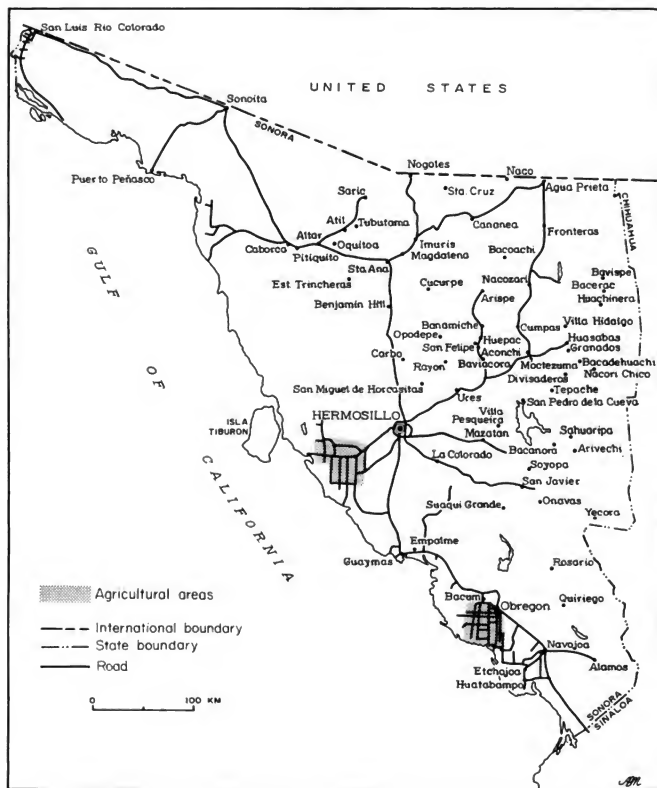 San Luis Rio Colorado
UNITED STATES
Sonoita
SONORA
Nogales
Naco
Puerto Peñasco
Saric
Sta. Cruz
Agua Prieta
CHIHUAHUA
Atil
Tubutama
Cananea
Fronteras
Altar
Caborca
Pitiquito
Oquitoa
Imuris
Magdalena
Bacoachi
Sta Ana
Est Trincheras
Cucurpe
Nacozari
Bavispe
Bacerac
Huachinera
Arispe
Benjamin Hill
Banamiche
Cumpas
Villa Hidalgo
Opodepe
Huepac
Huasabas
San Felipe
Granados
Carbo
Aconchi
Rayon
Baviacora
Moctezuma
Bacadehuachi
Nacori Chico
Divisaderos
San Miguel de Horcasitas
Ures
Tepache
San Pedro de la Cueva
HERMOSILLO
Villa
Pesqueira
ISLA
TIBURON
Mazatan
Sahuaripa
Bacanora
Arivechi
La Colorado
Soyopa
San Javier
GULF
OF
CALIFORNIA
Suaqui Grande
Onavas
Yecora
Empalme
Guaymas
Rosario
Bacum
Obregon
Quiriego
Navojoa
Etchojoa
Alamos
Huatabampo
SONORA
SINALOA
Agricultural areas
International boundary
State boundary
Road
0 100 KM